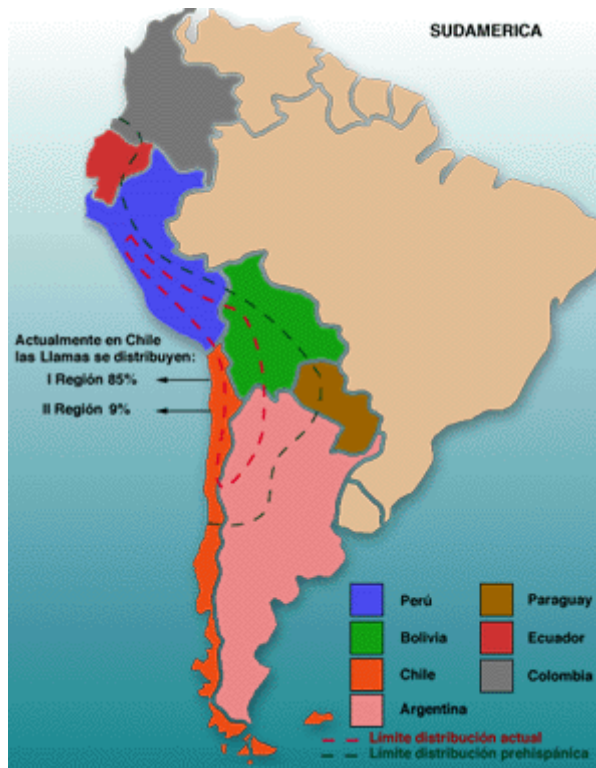 SUDAMERICA
Actualmente en Chile
las Llamas se distribuyen:
I Región 85%
II Región 9%
Perú
Bolivia
Chile
Argentina
Paraguay
Ecuador
Colombia
Límite distribución actual
Límite distribución prehispánica